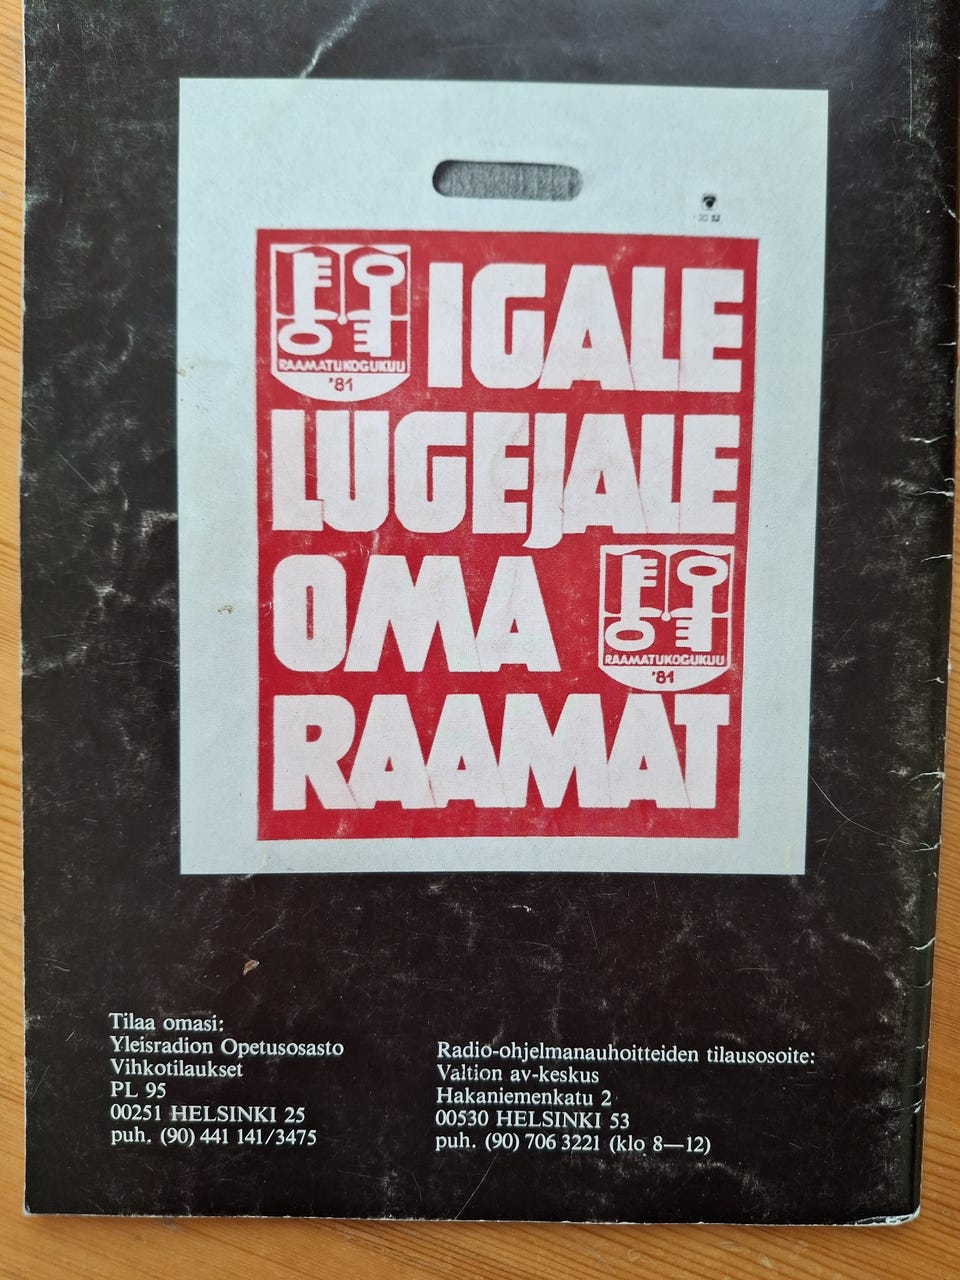 20
RAAMATUKOGUKUU
'81
IGALE
LUGEJALE
OMA
RAAMATUKOGUKUU
'81
RAAMAT
Tilaa omasi:
Yleisradion Opetusosasto
Vihkotilaukset
PL 95
00251 HELSINKI 25
puh. (90) 441 141/3475
Radio-ohjelmanauhoitteiden tilausosoite:
Valtion av-keskus
Hakaniemenkatu 2
00530 HELSINKI 53
puh. (90) 706 3221 (klo 8—12)